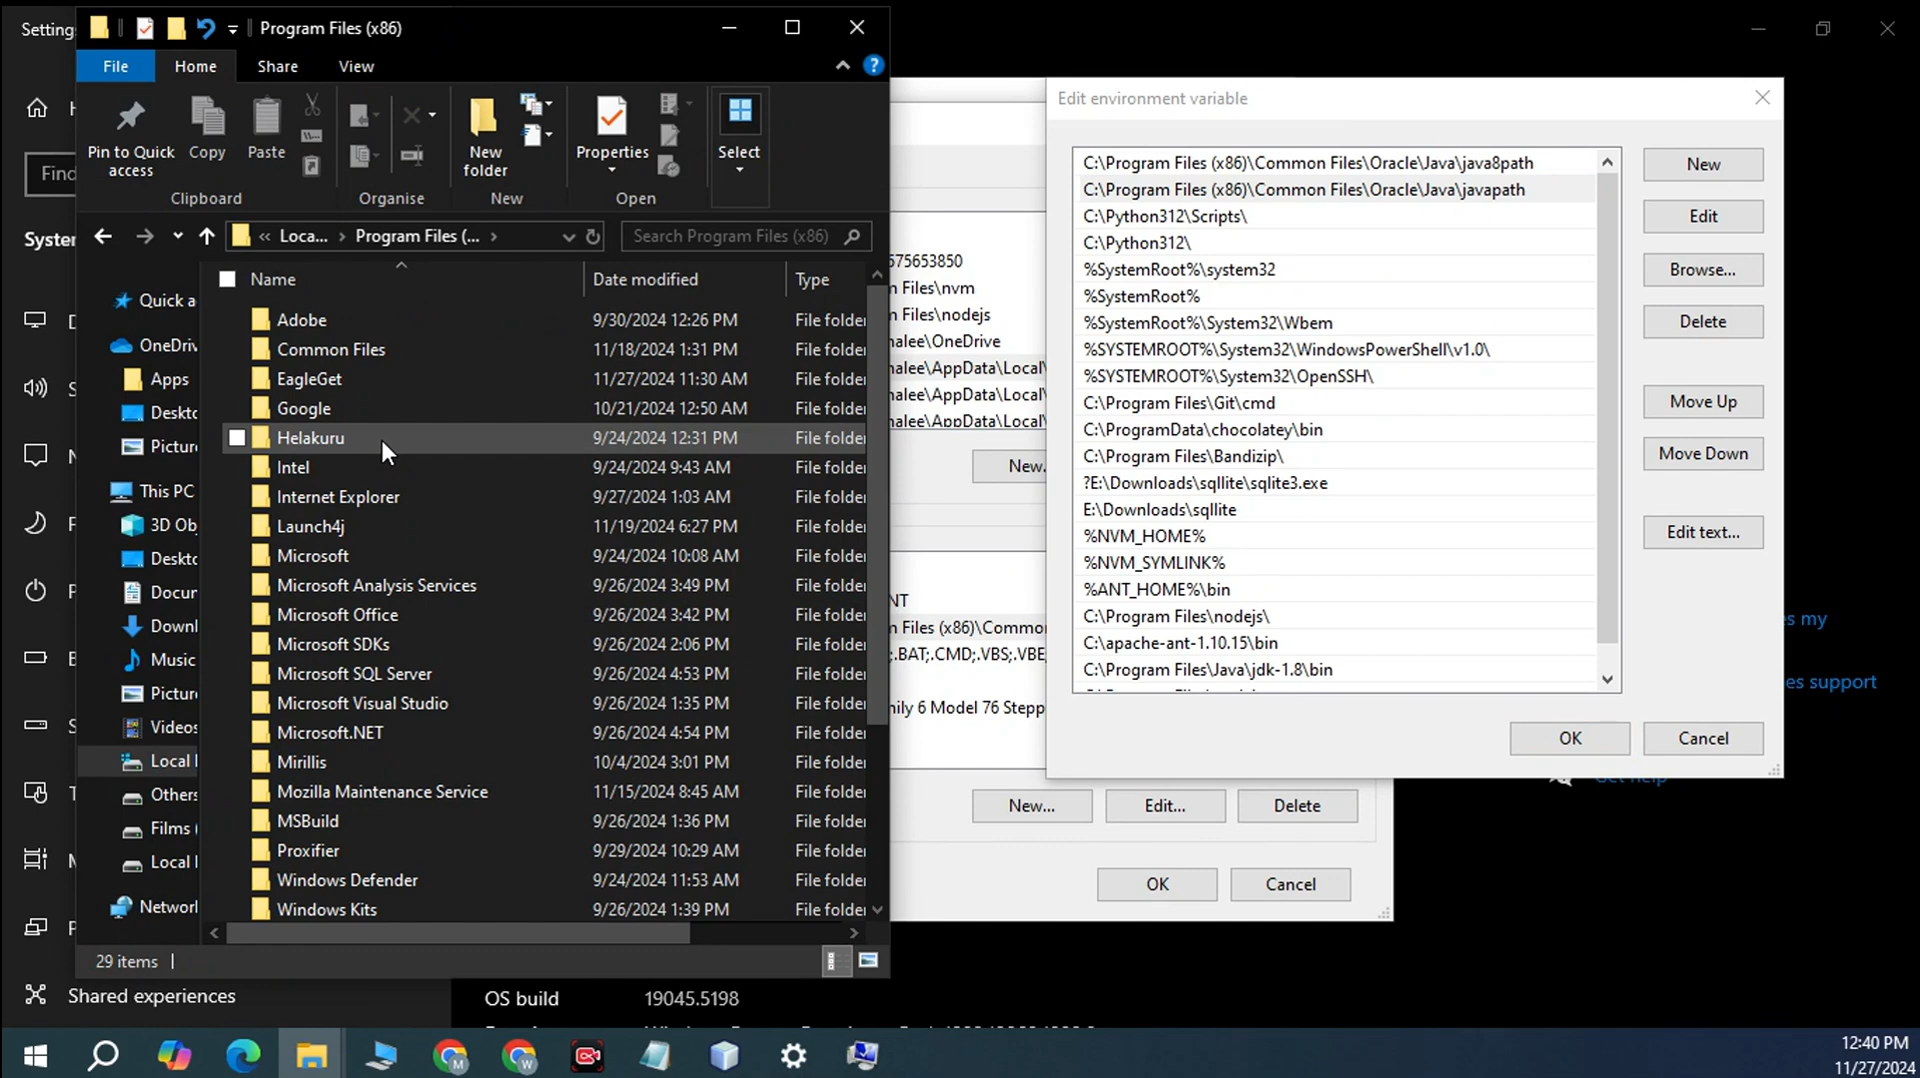 Settings
Program Files (x86)
File
Home
Share
View
Pin to Quick
access
Copy
Paste
New
folder
Properties
Select
Clipboard
Organise
New
Open
« Loca... › Program Files (... ›
Search Program Files (x86)
Find
System
Quick a
OneDriv
Apps
Deskto
Picture
This PC
3D Obj
Deskto
Docum
Downl
Music
Picture
Videos
Local
Others
Films (
Local
Network
Name
Date modified
Type
Adobe 9/30/2024 12:26 PM File folder
Common Files 11/18/2024 1:31 PM File folder
EagleGet 11/27/2024 11:30 AM File folder
Google 10/21/2024 12:50 AM File folder
Helakuru 9/24/2024 12:31 PM File folder
Intel 9/24/2024 9:43 AM File folder
Internet Explorer 9/27/2024 1:03 AM File folder
Launch4j 11/19/2024 6:27 PM File folder
Microsoft 9/24/2024 10:08 AM File folder
Microsoft Analysis Services 9/26/2024 3:49 PM File folder
Microsoft Office 9/26/2024 3:42 PM File folder
Microsoft SDKs 9/26/2024 2:06 PM File folder
Microsoft SQL Server 9/26/2024 4:53 PM File folder
Microsoft Visual Studio 9/26/2024 1:35 PM File folder
Microsoft.NET 9/26/2024 4:54 PM File folder
Mirillis 10/4/2024 3:01 PM File folder
Mozilla Maintenance Service 11/15/2024 8:45 AM File folder
MSBuild 9/26/2024 1:36 PM File folder
Proxifier 9/29/2024 10:29 AM File folder
Windows Defender 9/24/2024 11:53 AM File folder
Windows Kits 9/26/2024 1:39 PM File folder
29 items
Shared experiences
OS build 19045.5198
575653850
m Files\nvm
m Files\nodejs
nalee\OneDrive
nalee\AppData\Local\
nalee\AppData\Local\
nalee\AppData\Local\
New.
NT
m Files (x86)\Commo
;.BAT;.CMD;.VBS;.VBE
nily 6 Model 76 Stepp
New...
Edit...
Delete
OK
Cancel
Edit environment variable
C:\Program Files (x86)\Common Files\Oracle\Java\java8path
C:\Program Files (x86)\Common Files\Oracle\Java\javapath
C:\Python312\Scripts\
C:\Python312\
%SystemRoot%\system32
%SystemRoot%
%SystemRoot%\System32\Wbem
%SYSTEMROOT%\System32\WindowsPowerShell\v1.0\
%SYSTEMROOT%\System32\OpenSSH\
C:\Program Files\Git\cmd
C:\ProgramData\chocolatey\bin
C:\Program Files\Bandizip\
?E:\Downloads\sqllite\sqlite3.exe
E:\Downloads\sqllite
%NVM_HOME%
%NVM_SYMLINK%
%ANT_HOME%\bin
C:\Program Files\nodejs\
C:\apache-ant-1.10.15\bin
C:\Program Files\Java\jdk-1.8\bin
New
Edit
Browse...
Delete
Move Up
Move Down
Edit text...
OK
Cancel
es my
es support
Get help
12:40 PM
11/27/2024